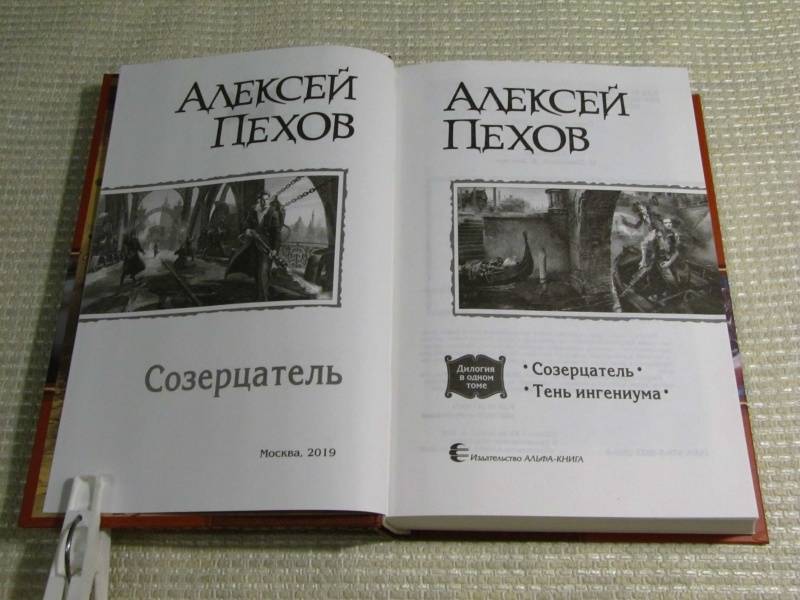 АЛЕКСЕЙ
ПЕХОВ
Созерцатель
Москва, 2019
АЛЕКСЕЙ
ПЕХОВ
Дилогия
в одном
томе
• Созерцатель •
• Тень ингениума •
Издательство АЛЬФА-КНИГА